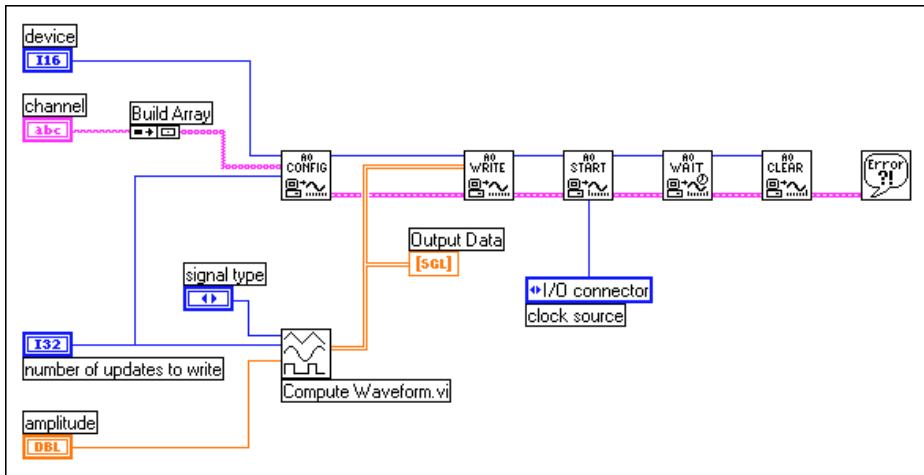 device
I16
channel
abc
Build Array
AO
CONFIG
AO
WRITE
AO
START
AO
WAIT
AO
CLEAR
Error
?!
Output Data
[SGL]
signal type
I/O connector
clock source
I32
number of updates to write
Compute Waveform.vi
amplitude
DBL